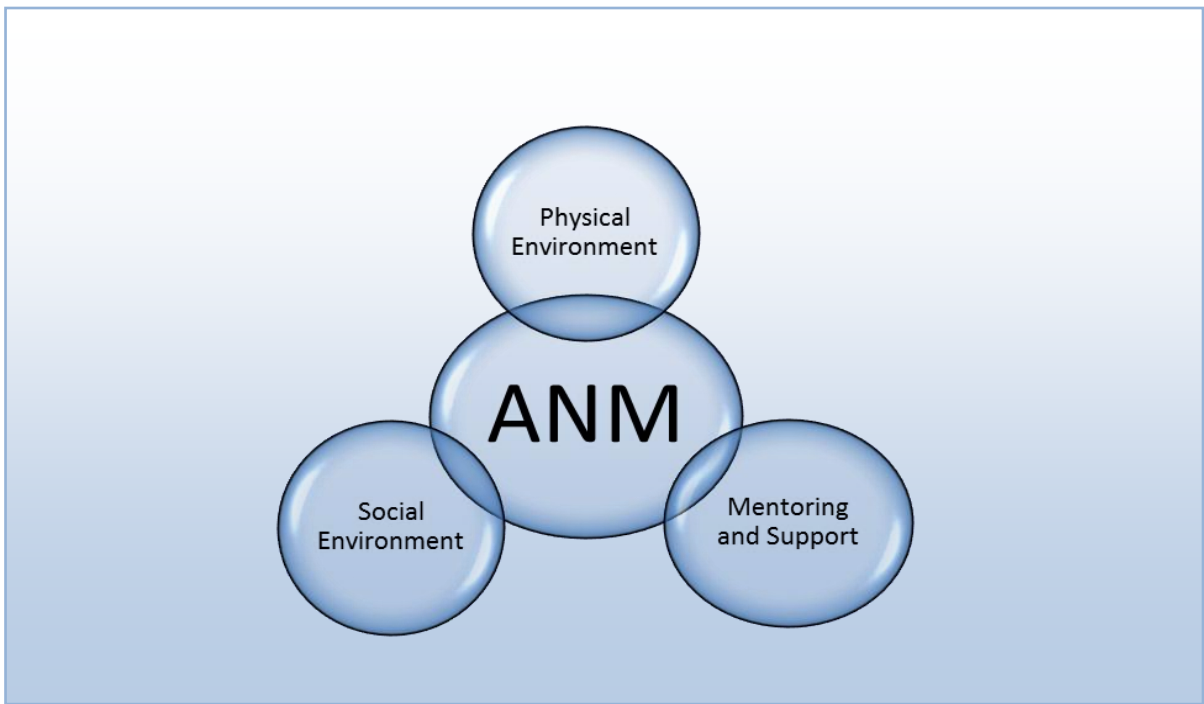 Physical
Environment
ANM
Social
Environment
Mentoring
and Support